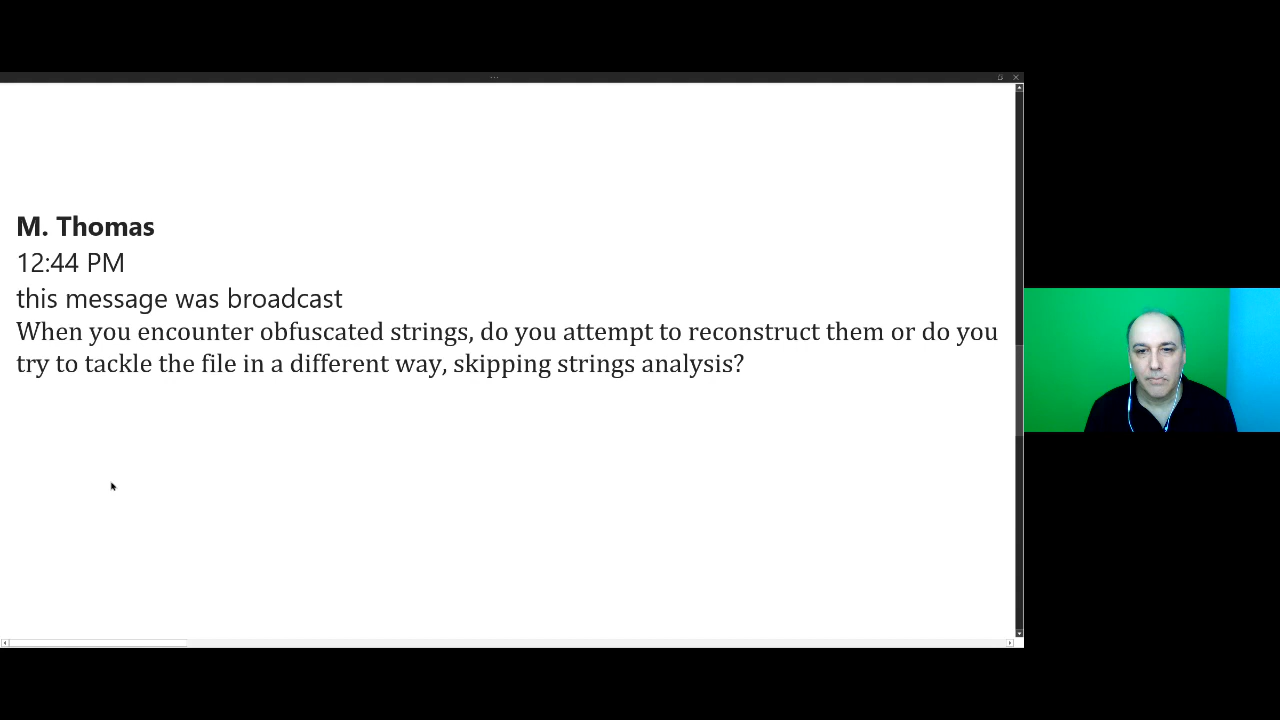 M. Thomas
12:44 PM
this message was broadcast
When you encounter obfuscated strings, do you attempt to reconstruct them or do you
try to tackle the file in a different way, skipping strings analysis?